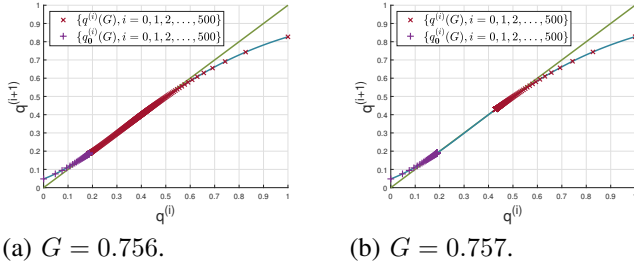 1
0.9
0.8
0.7
0.6
0.5
0.4
0.3
0.2
0.1
0
q^(i+1)
× {q^(i)(G), i = 0, 1, 2, . . . , 500}
+ {q_0^(i)(G), i = 0, 1, 2, . . . , 500}
0 0.1 0.2 0.3 0.4 0.5 0.6 0.7 0.8 0.9 1
q^(i)
(a) G = 0.756.
1
0.9
0.8
0.7
0.6
0.5
0.4
0.3
0.2
0.1
0
q^(i+1)
× {q^(i)(G), i = 0, 1, 2, . . . , 500}
+ {q_0^(i)(G), i = 0, 1, 2, . . . , 500}
0 0.1 0.2 0.3 0.4 0.5 0.6 0.7 0.8 0.9 1
q^(i)
(b) G = 0.757.